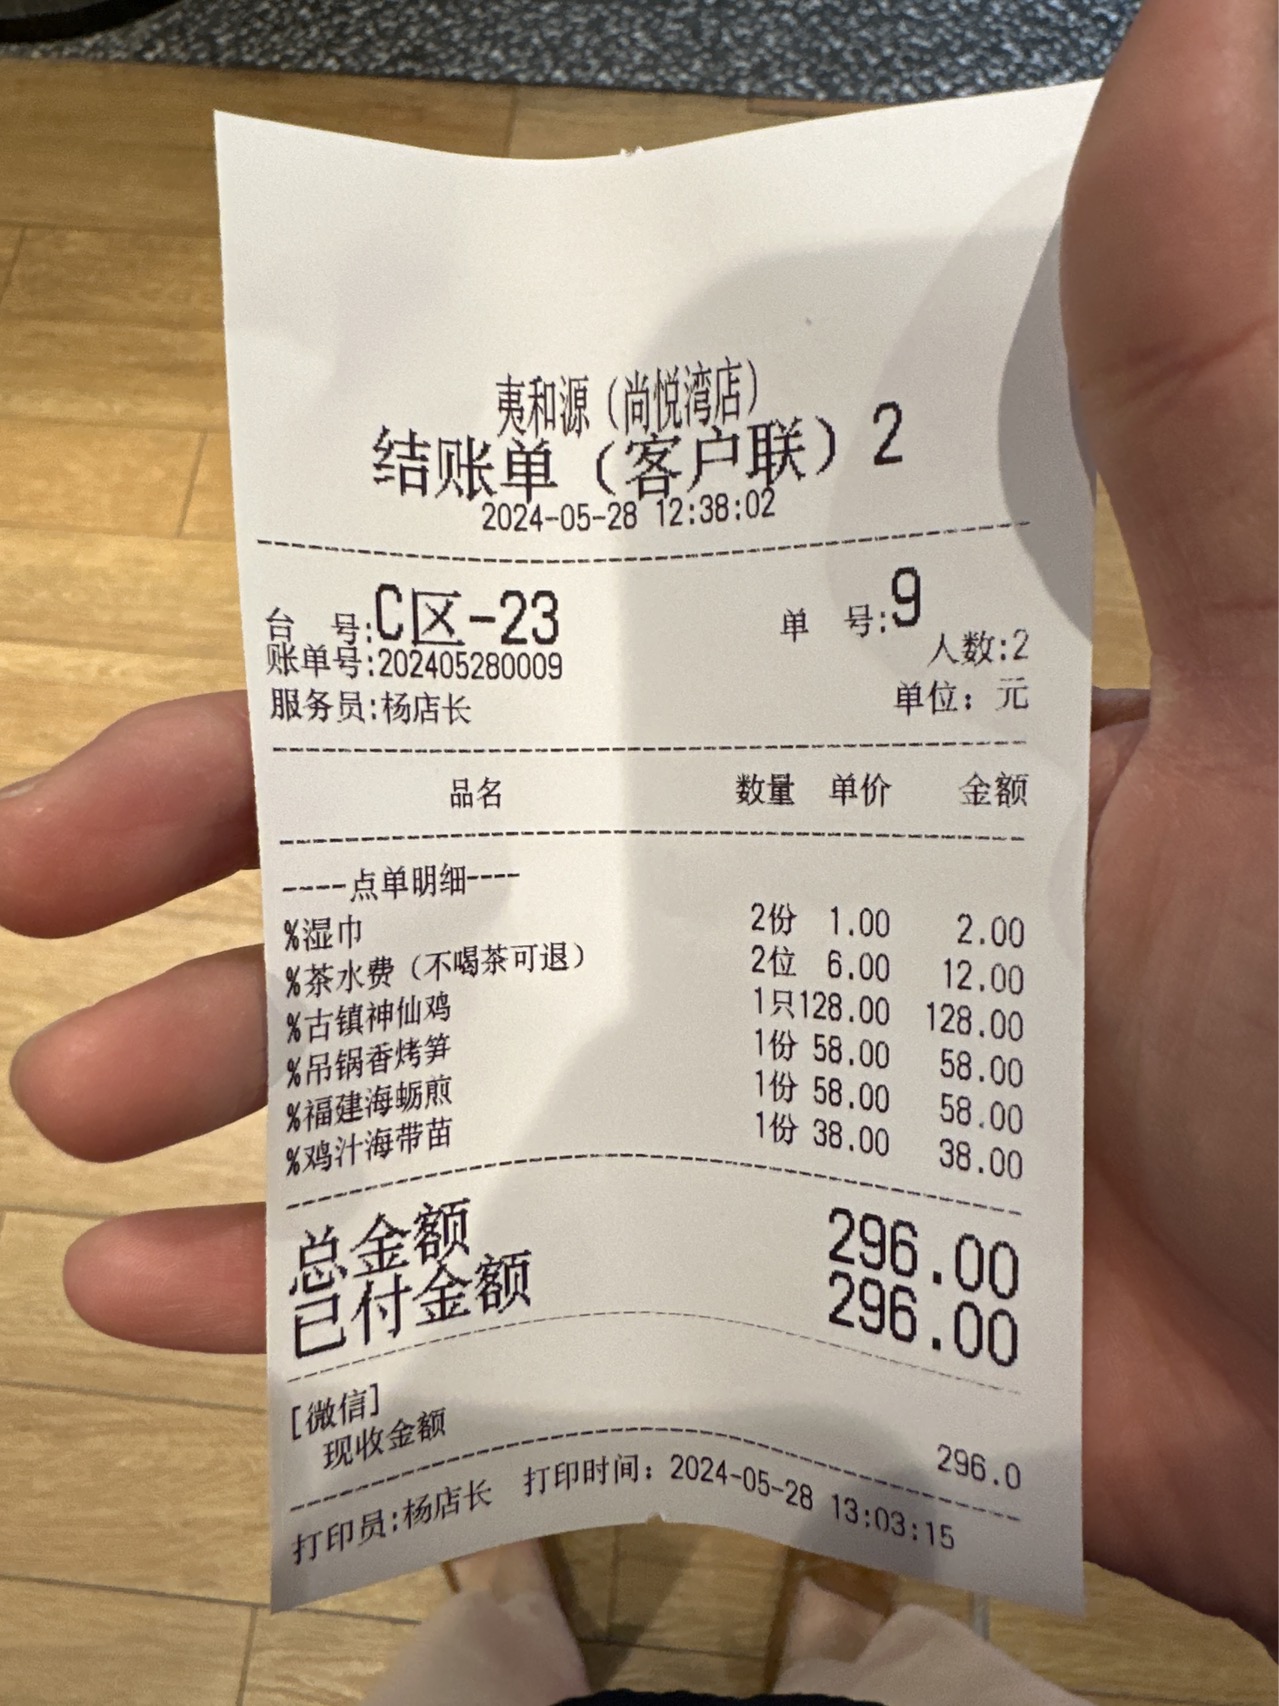 夷和源（尚悦湾店）
结账单（客户联）2
2024-05-28 12:38:02
台 号:C区-23 单 号:9
人数:2
账单号:202405280009
服务员:杨店长 单位：元
品名 数量 单价 金额
----点单明细----
%湿巾 2份 1.00 2.00
%茶水费（不喝茶可退） 2位 6.00 12.00
%古镇神仙鸡 1只128.00 128.00
%吊锅香烤笋 1份 58.00 58.00
%福建海蛎煎 1份 58.00 58.00
%鸡汁海带苗 1份 38.00 38.00
总金额 296.00
已付金额 296.00
[微信]
现收金额 296.0
打印员:杨店长 打印时间：2024-05-28 13:03:15